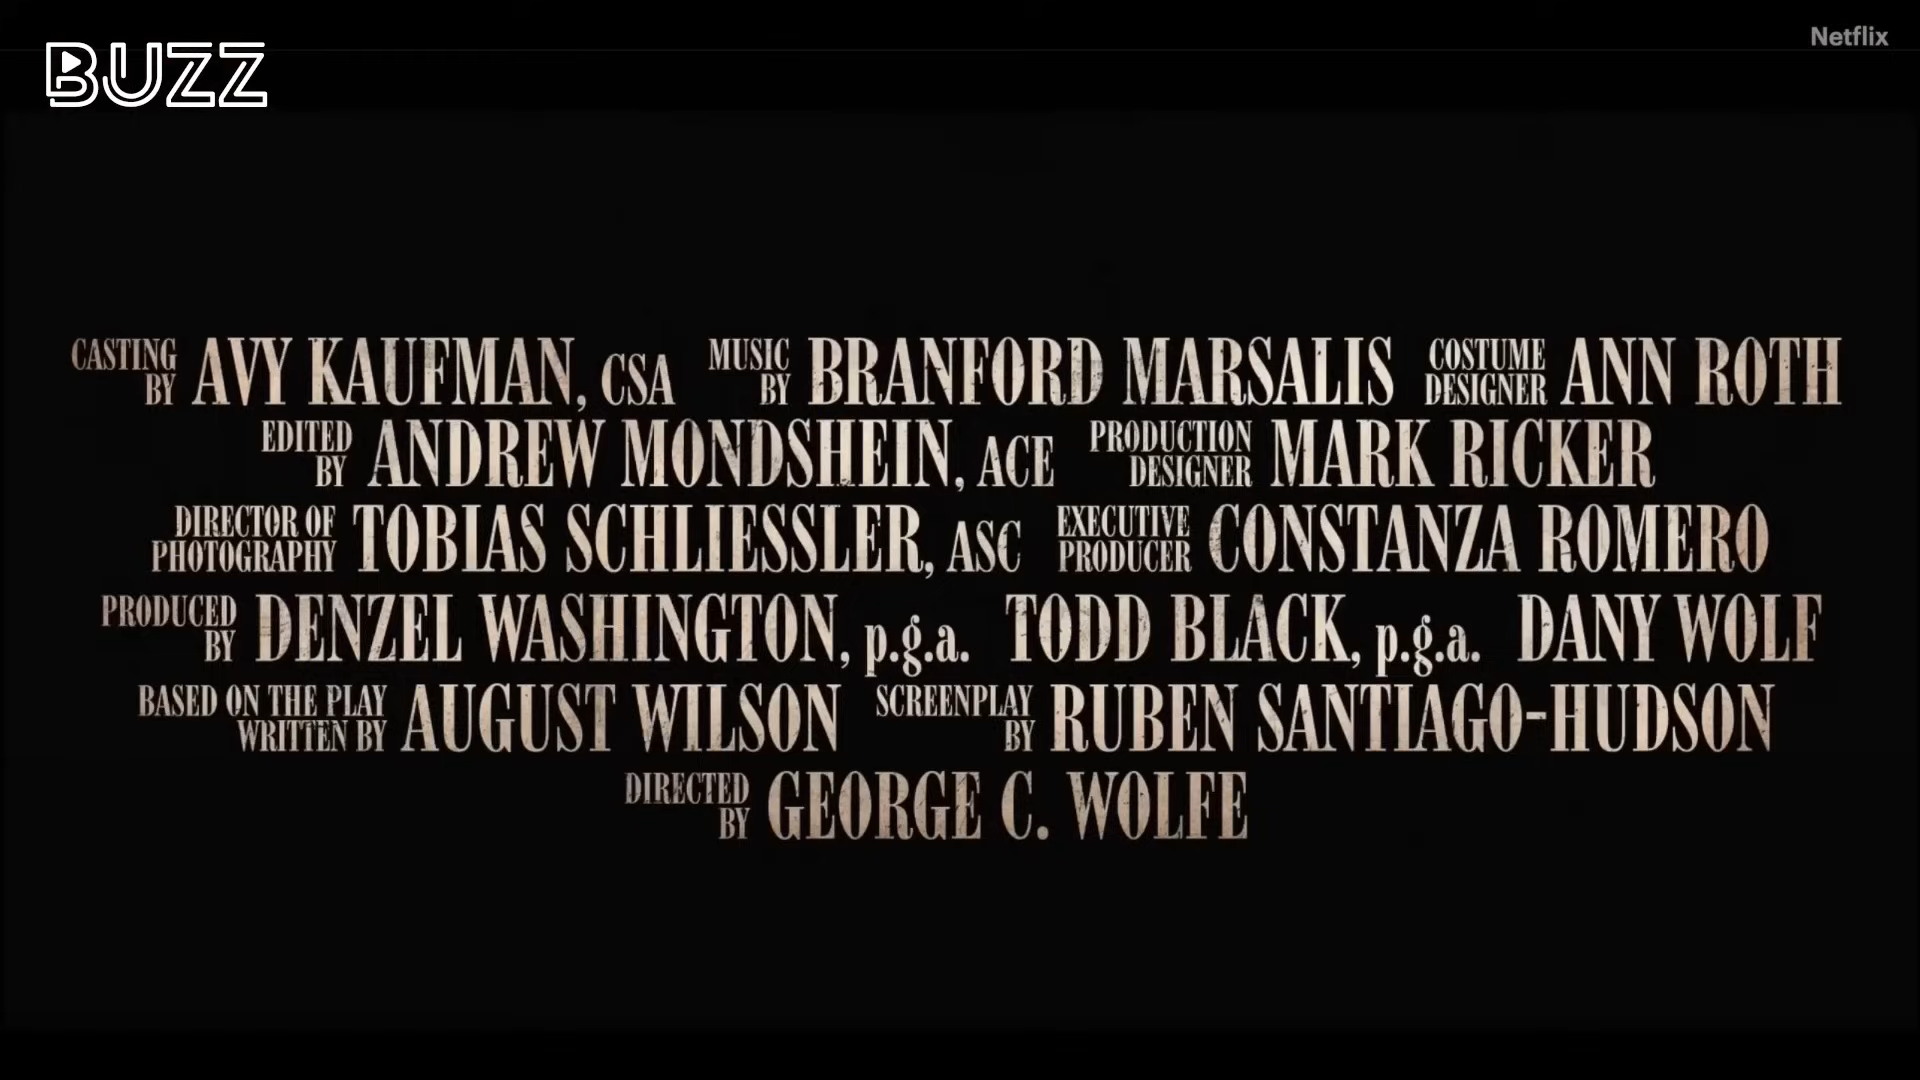 BUZZ
Netflix
CASTING BY AVY KAUFMAN, CSA MUSIC BY BRANFORD MARSALIS COSTUME DESIGNER ANN ROTH
EDITED BY ANDREW MONDSHEIN, ACE PRODUCTION DESIGNER MARK RICKER
DIRECTOR OF PHOTOGRAPHY TOBIAS SCHLIESSLER, ASC EXECUTIVE PRODUCER CONSTANZA ROMERO
PRODUCED BY DENZEL WASHINGTON, p.g.a. TODD BLACK, p.g.a. DANY WOLF
BASED ON THE PLAY WRITTEN BY AUGUST WILSON SCREENPLAY BY RUBEN SANTIAGO-HUDSON
DIRECTED BY GEORGE C. WOLFE